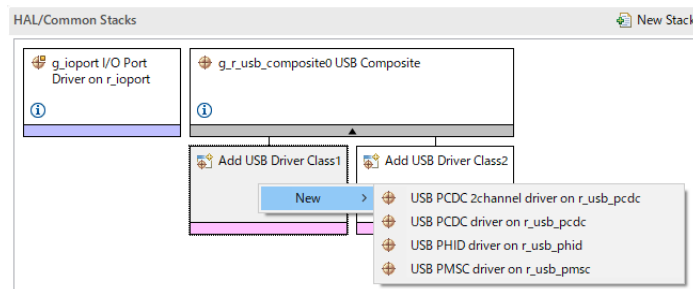 HAL/Common Stacks
New Stack
g_ioport I/O Port
Driver on r_ioport
g_r_usb_composite0 USB Composite
Add USB Driver Class1
Add USB Driver Class2
New
USB PCDC 2channel driver on r_usb_pcdc
USB PCDC driver on r_usb_pcdc
USB PHID driver on r_usb_phid
USB PMSC driver on r_usb_pmsc